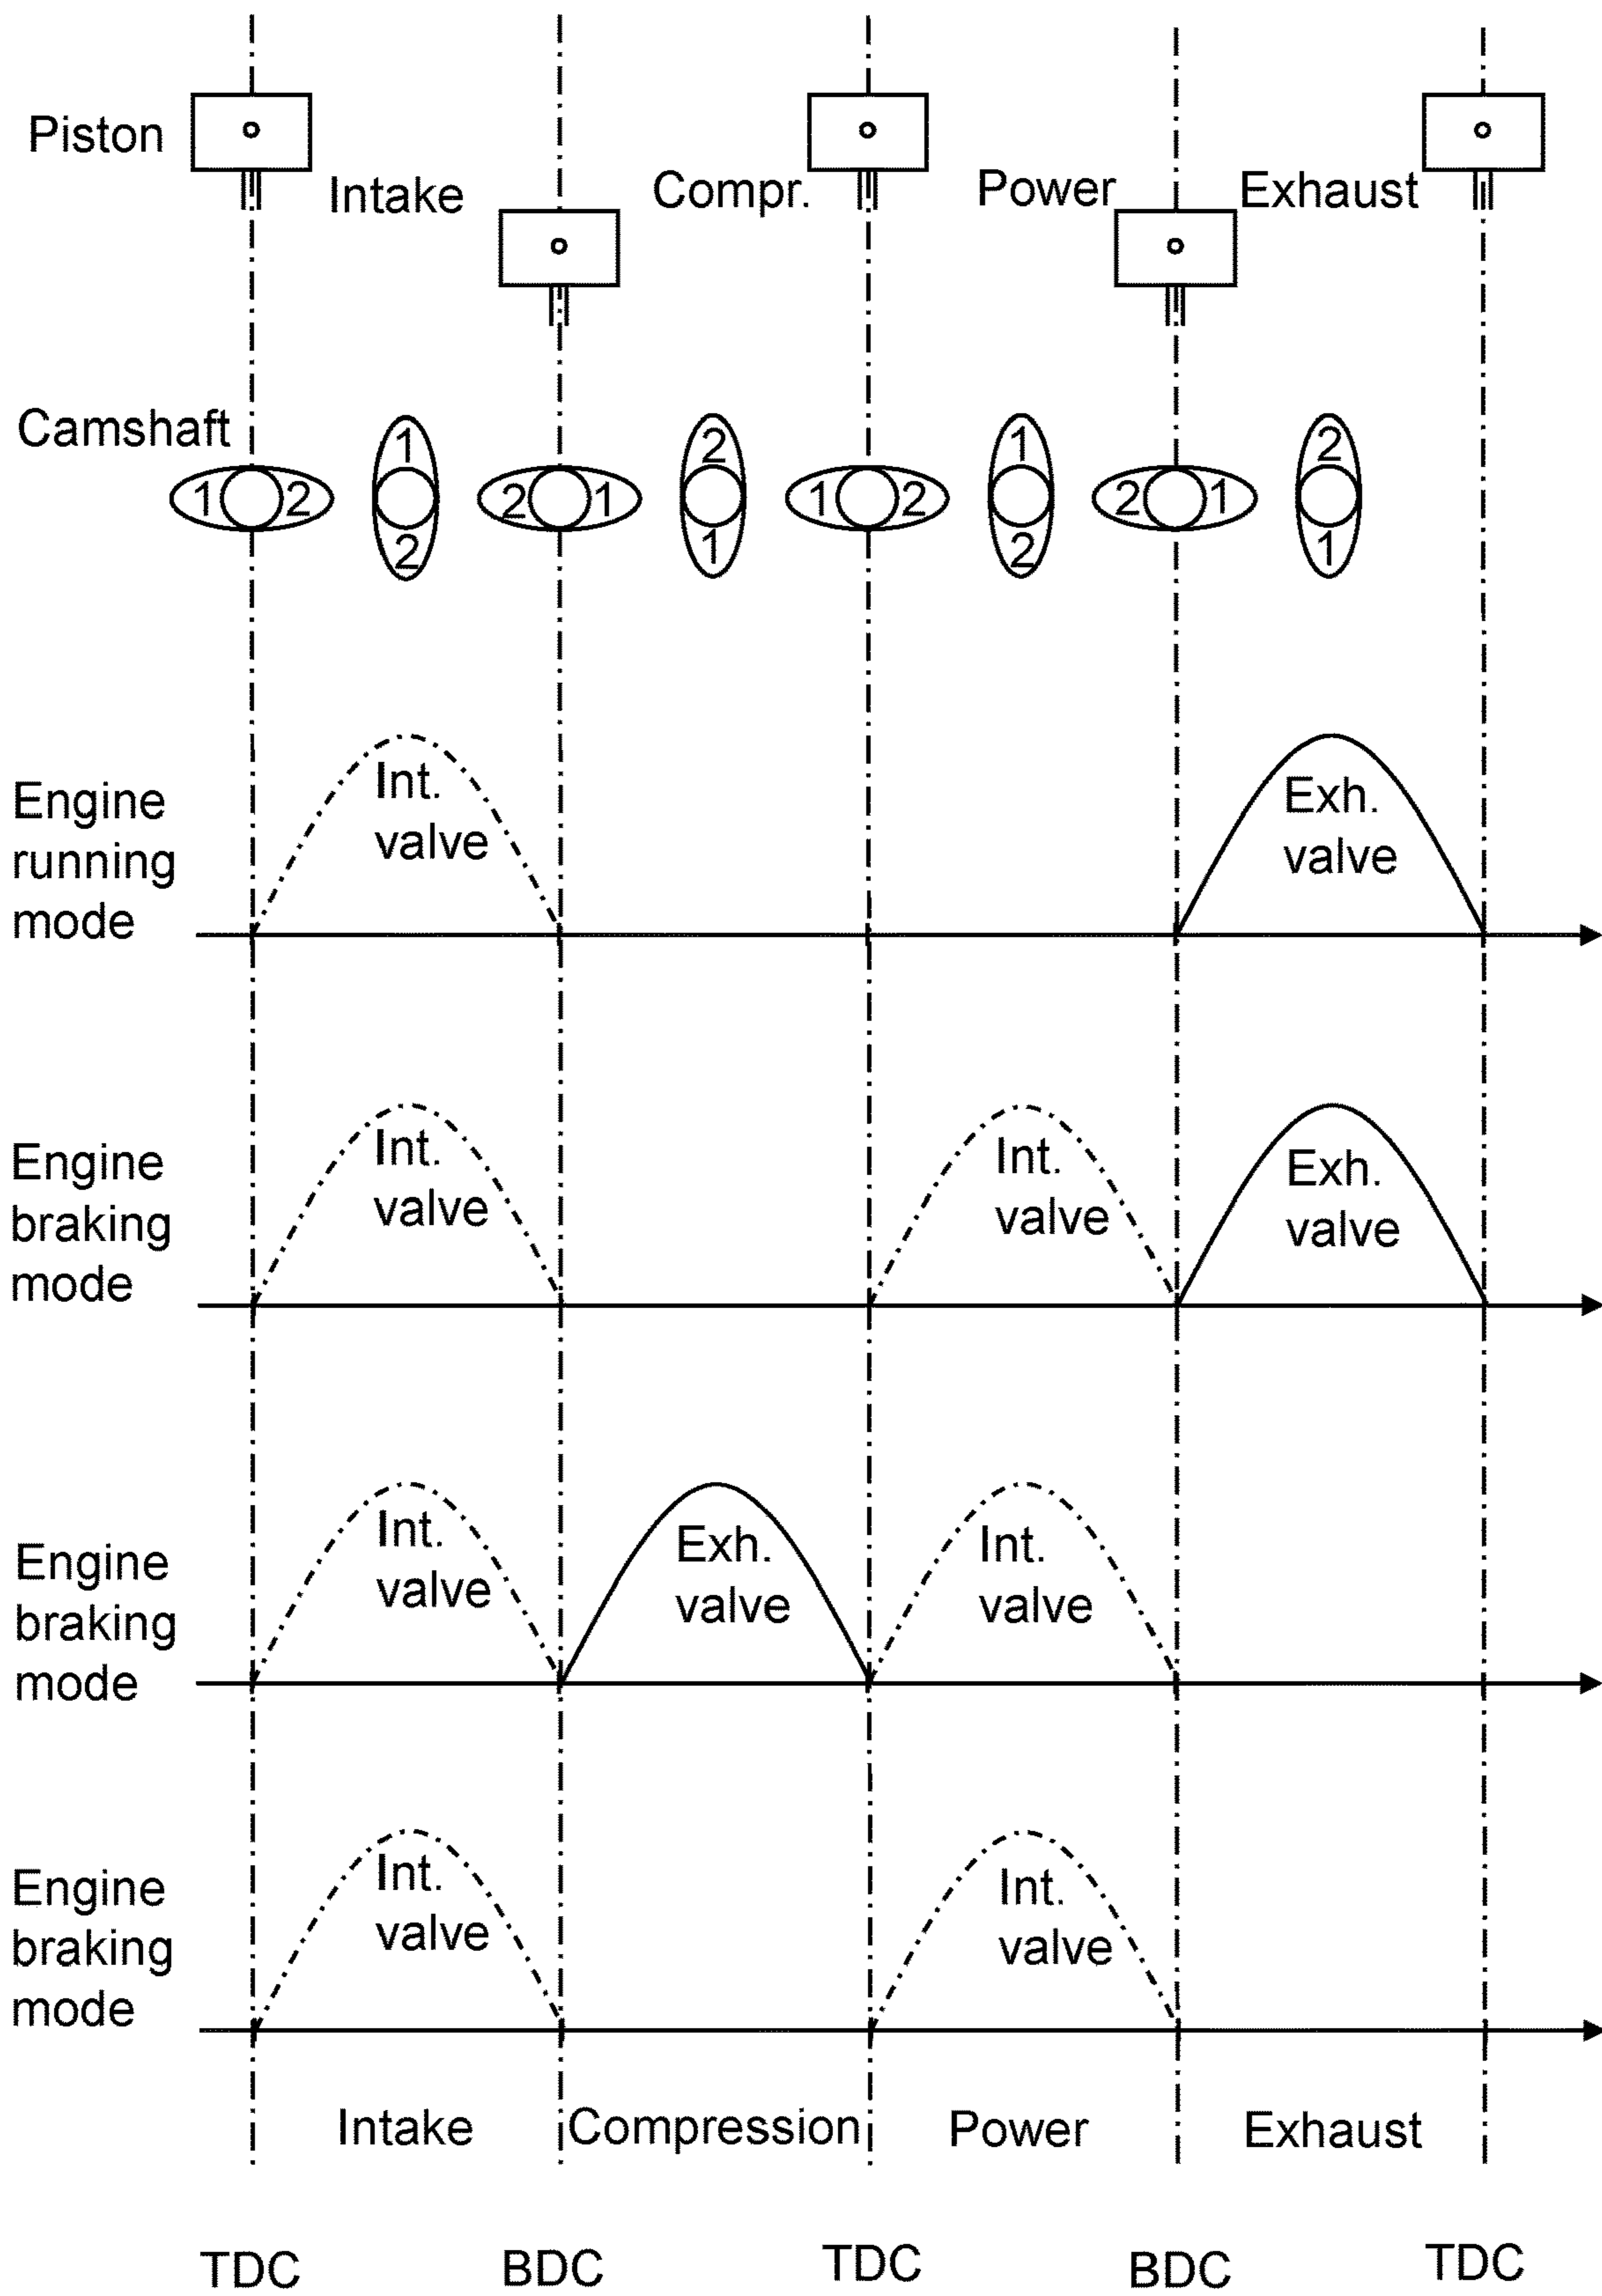 Piston
Intake
Compr.
Power
Exhaust
Camshaft
1 2
1
2
2 1
2
1
1 2
1
2
2 1
2
1
Engine
running
mode
Int.
valve
Exh.
valve
Engine
braking
mode
Int.
valve
Int.
valve
Exh.
valve
Engine
braking
mode
Int.
valve
Exh.
valve
Int.
valve
Engine
braking
mode
Int.
valve
Int.
valve
Intake
Compression
Power
Exhaust
TDC
BDC
TDC
BDC
TDC